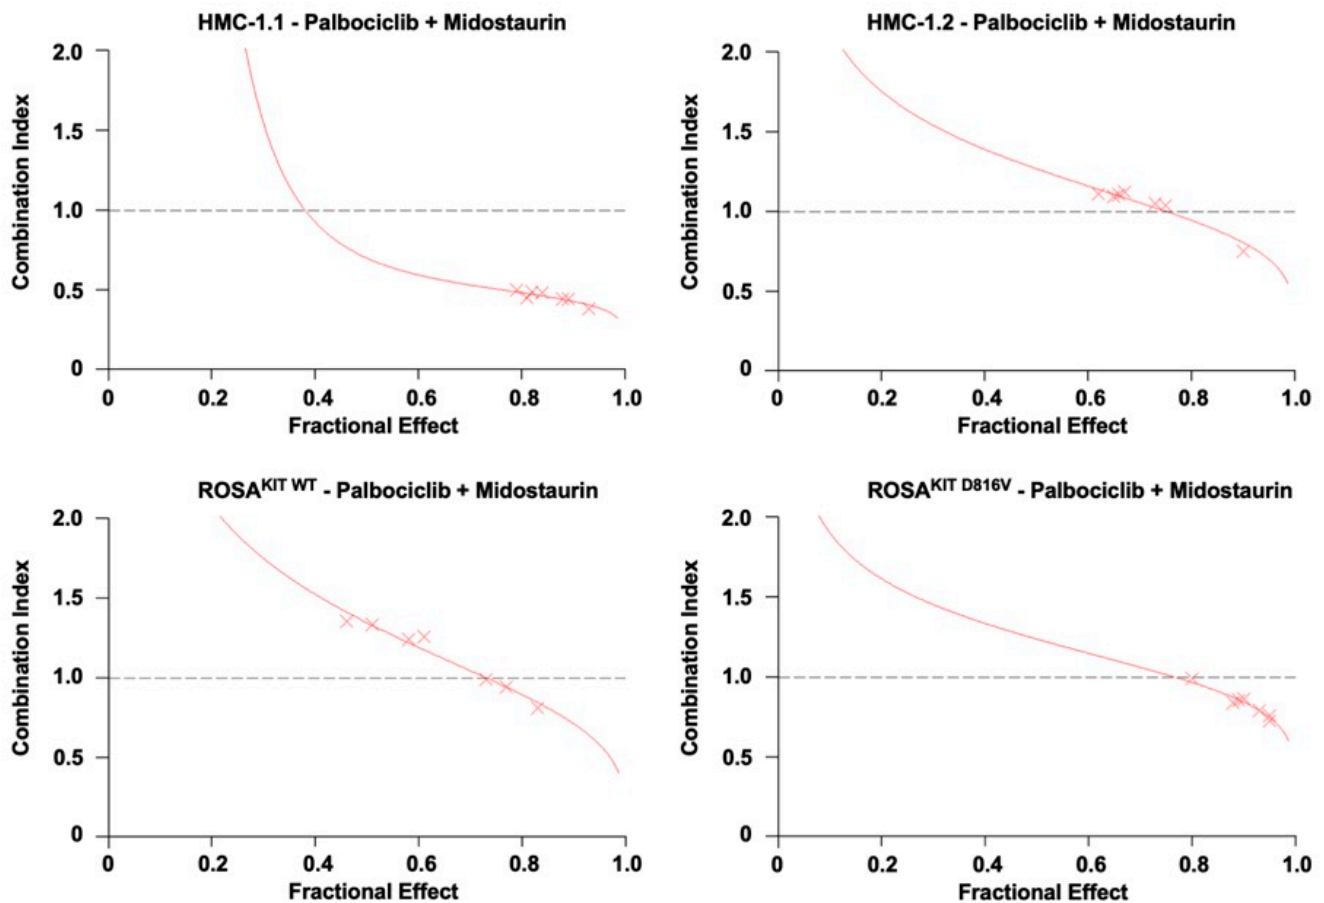 HMC-1.1 - Palbociclib + Midostaurin
Combination Index
2.0
1.5
1.0
0.5
0
0 0.2 0.4 0.6 0.8 1.0
Fractional Effect
HMC-1.2 - Palbociclib + Midostaurin
Combination Index
2.0
1.5
1.0
0.5
0
0 0.2 0.4 0.6 0.8 1.0
Fractional Effect
ROSA^KIT WT - Palbociclib + Midostaurin
Combination Index
2.0
1.5
1.0
0.5
0
0 0.2 0.4 0.6 0.8 1.0
Fractional Effect
ROSA^KIT D816V - Palbociclib + Midostaurin
Combination Index
2.0
1.5
1.0
0.5
0
0 0.2 0.4 0.6 0.8 1.0
Fractional Effect